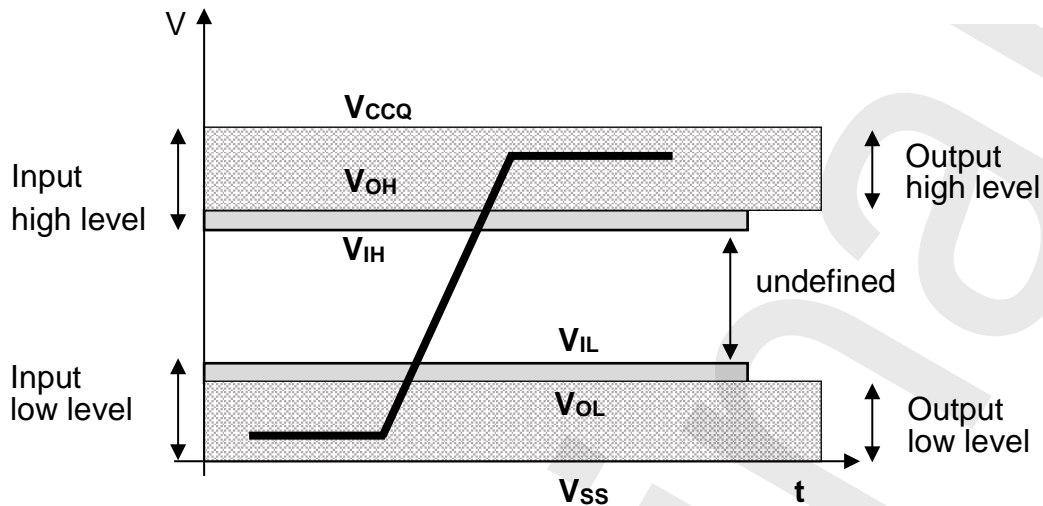 V
VCCQ
Input
high level
VOH
Output
high level
VIH
undefined
VIL
Input
low level
VOL
Output
low level
VSS
t